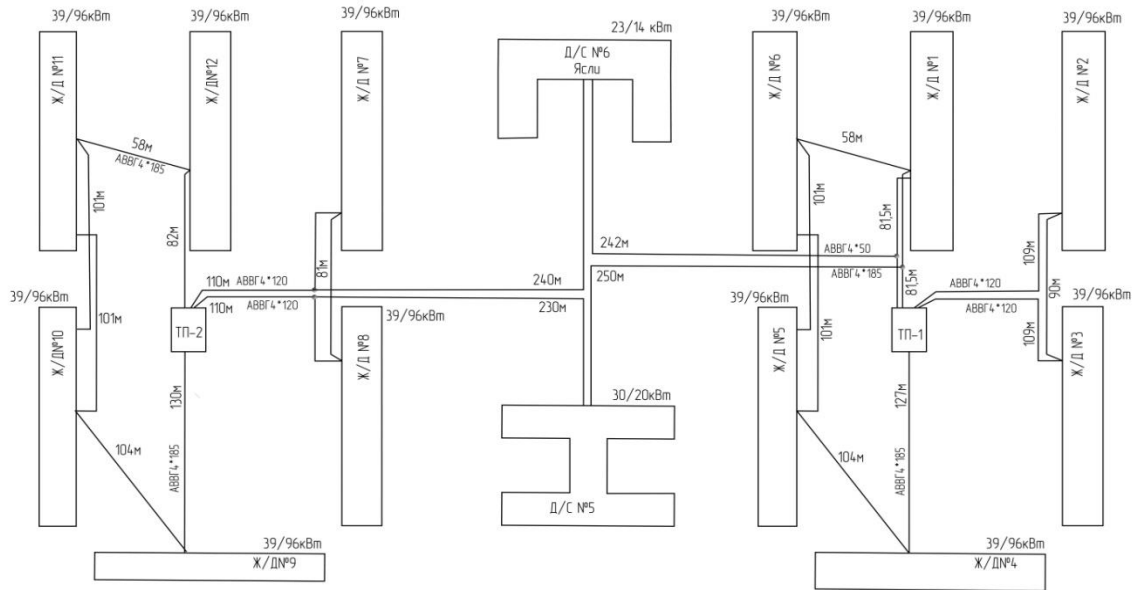 39/96кВт
39/96кВт
39/96кВт
23/14 кВт
39/96кВт
39/96кВт
39/96кВт
Ж/Д №11
Ж/Д№12
Ж/Д №7
Д/С №6
Ясли
Ж/Д №6
Ж/Д №1
Ж/Д №2
58м
АВВГ4*185
58м
101м
101м
82м
81,5м
109м
81м
242м
АВВГ4*50
110м
АВВГ4*120
240м
250м
АВВГ4*185
81,5м
АВВГ4*120
90м
39/96кВт
110м
АВВГ4*120
230м
39/96кВт
АВВГ4*120
39/96кВт
101м
39/96кВт
101м
109м
ТП-2
ТП-1
Ж/Д№10
Ж/Д №8
Ж/Д №5
Ж/Д №3
130м
127м
30/20кВт
104м
АВВГ4*185
104м
АВВГ4*185
Д/С №5
39/96кВт
39/96кВт
Ж/Д№9
Ж/Д№4